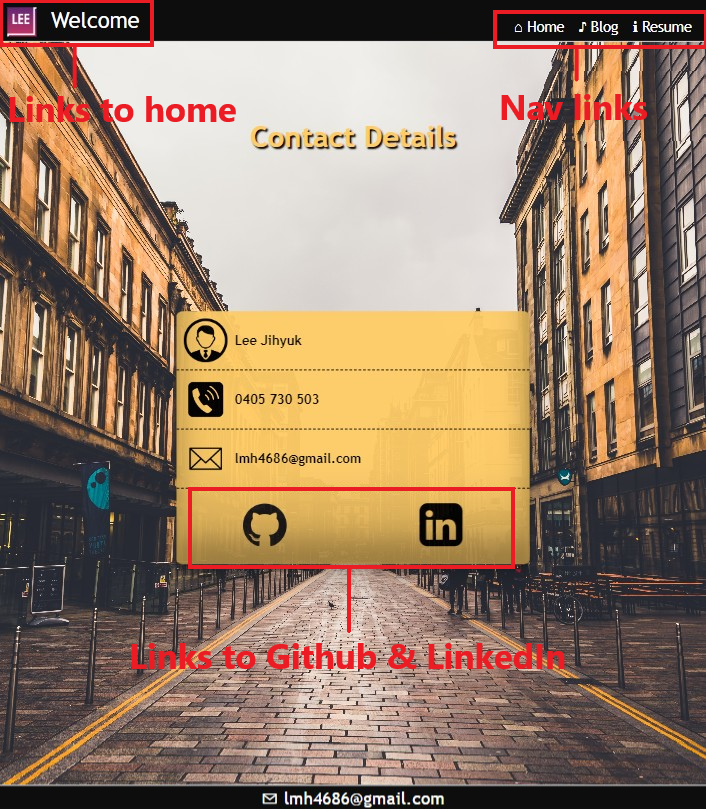 LEE Welcome
⌂ Home ♪ Blog ℹ Resume
Links to home
Nav links
Contact Details
Lee Jihyuk
0405 730 503
lmh4686@gmail.com
in
Links to Github & LinkedIn
lmh4686@gmail.com